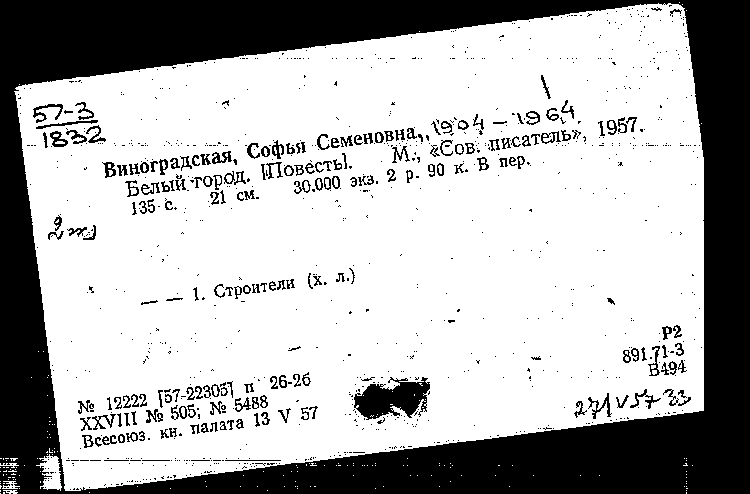 57-3
1832
Виноградская, Софья Семеновна, 1904 – 1964.
Белый город. [Повесть]. М., «Сов. писатель», 1957.
135 с. 21 см. 30.000 экз. 2 р. 90 к. В пер.
— — 1. Строители (х. л.)
Р2
891.71-3
В494
№ 12222 [57-22305] п 26-26
XXVIII № 505; № 5488
Всесоюз. кн. палата 13 V 57